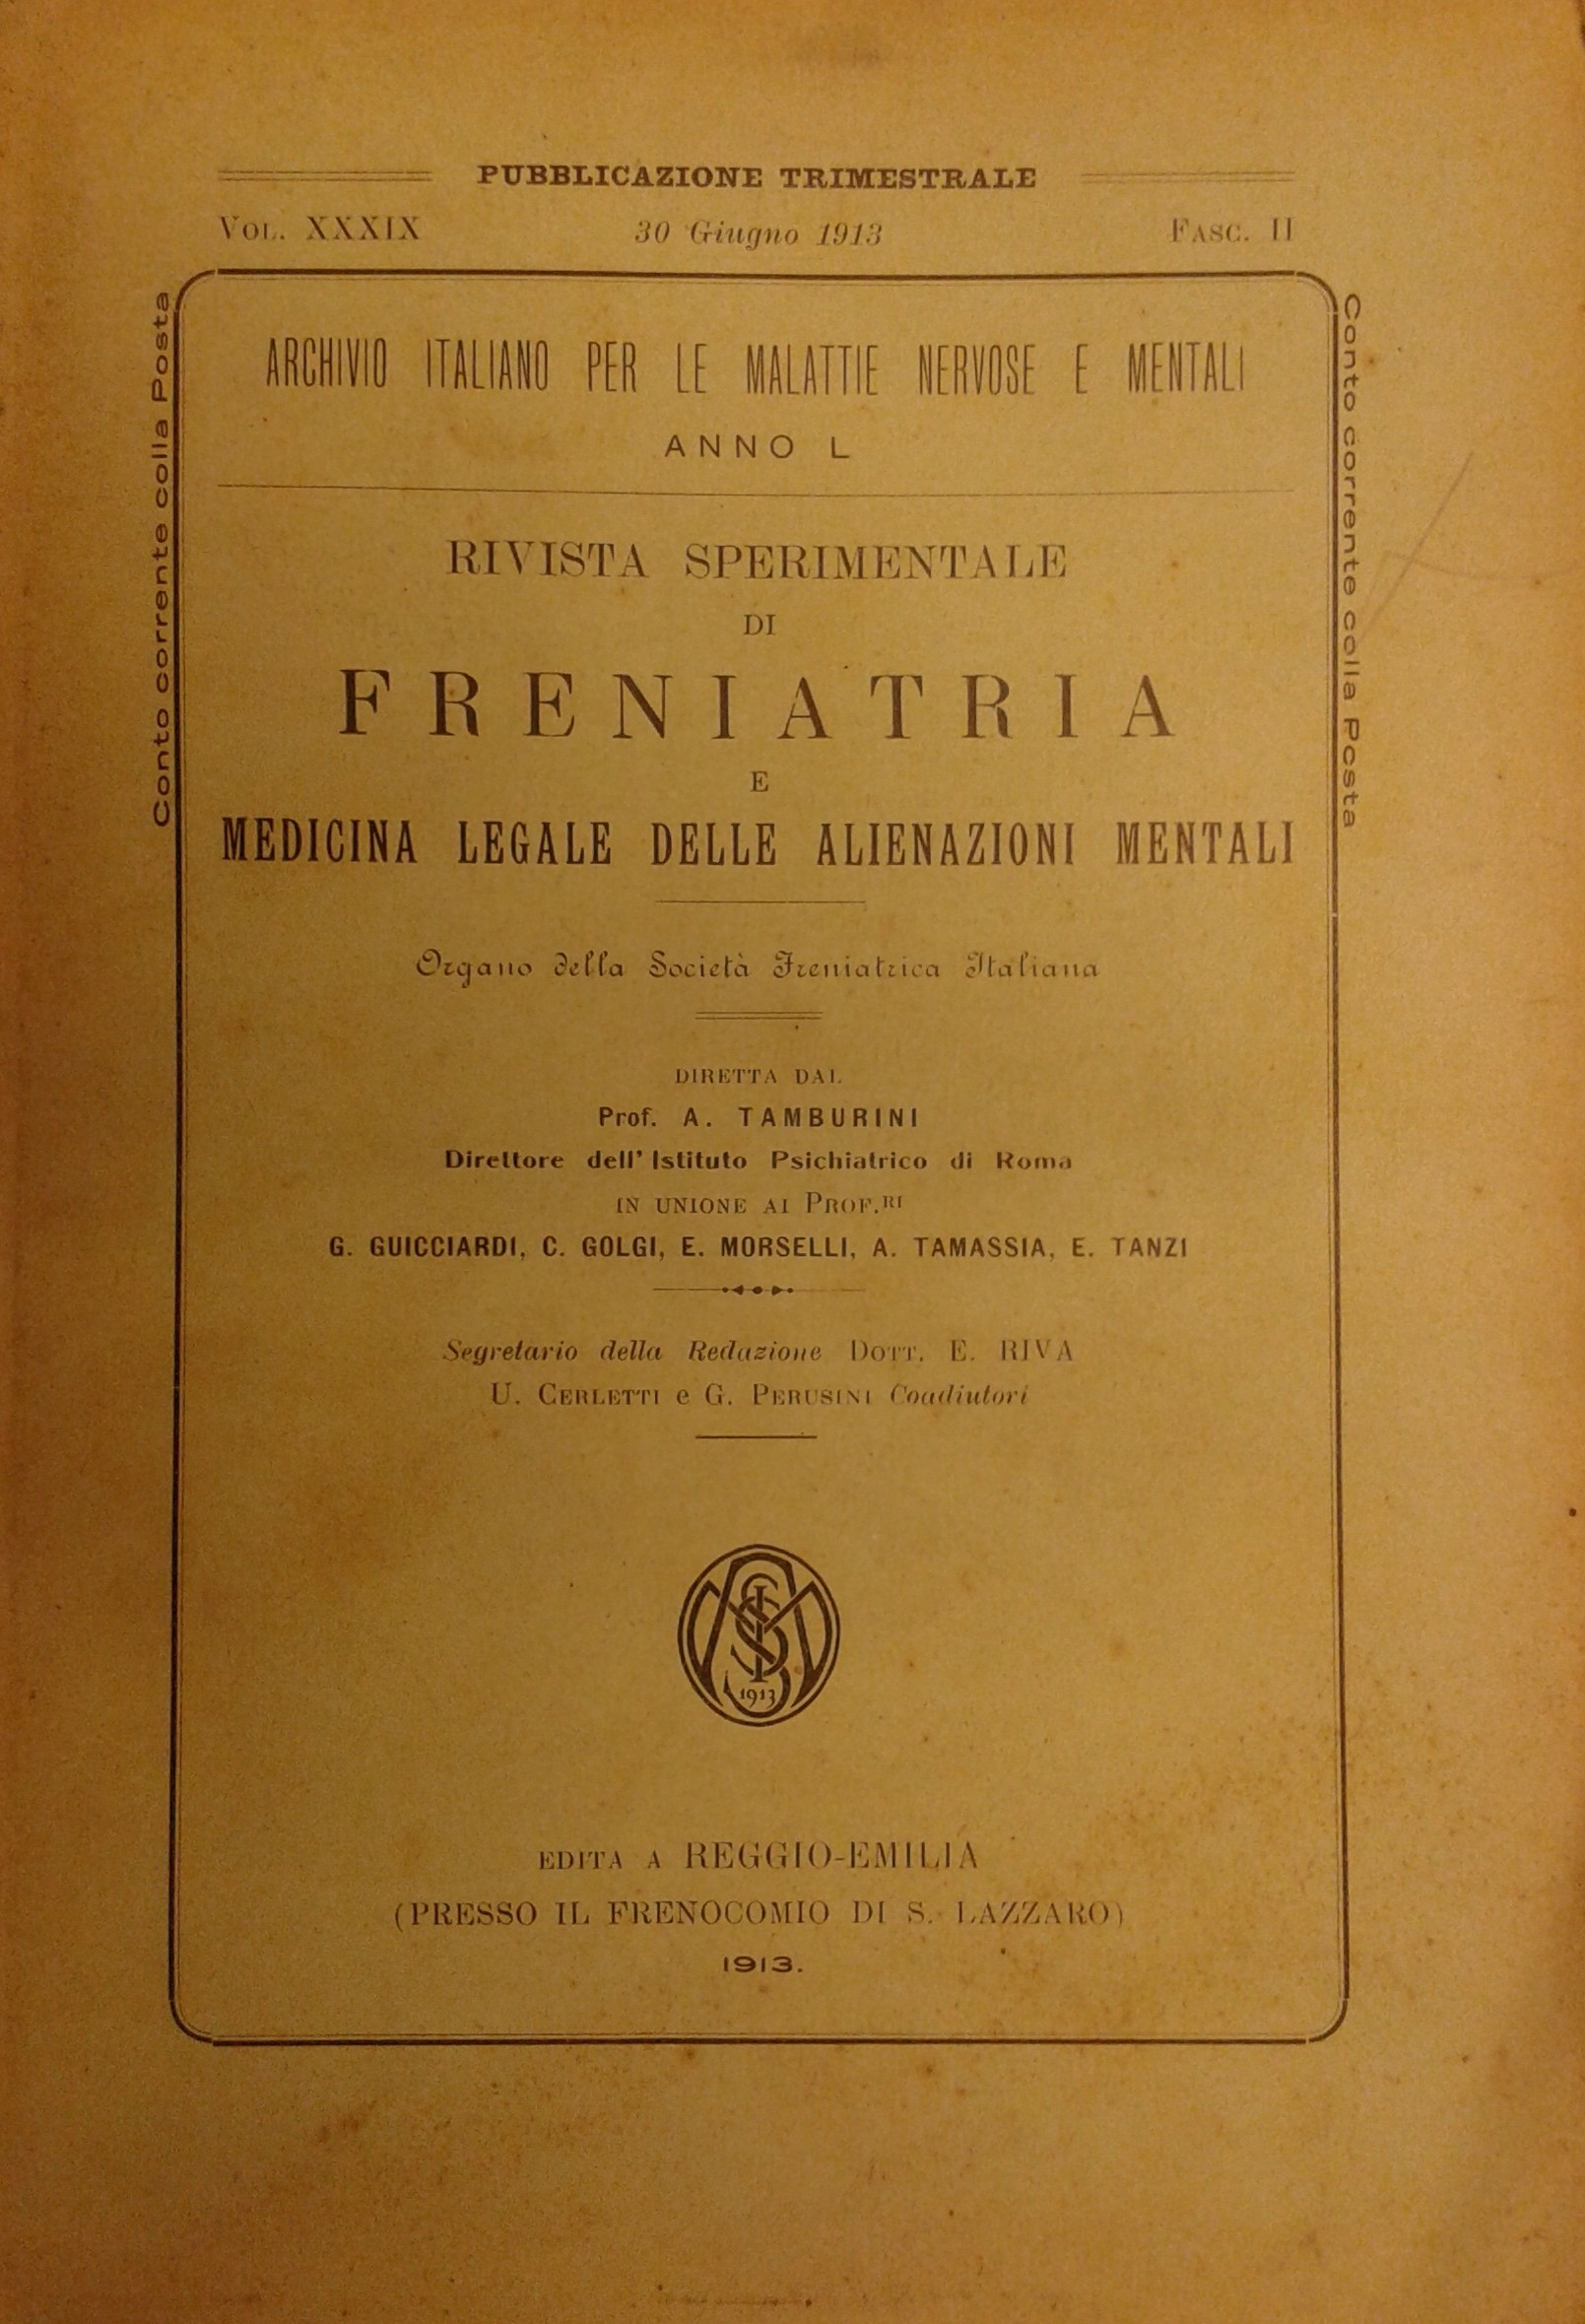 PUBBLICAZIONE TRIMESTRALE
VOL. XXXIX 30 Giugno 1913 FASC. II
Conto corrente colla Posta
ARCHIVIO ITALIANO PER LE MALATTIE NERVOSE E MENTALI
ANNO L
RIVISTA SPERIMENTALE
DI
FRENIATRIA
E
MEDICINA LEGALE DELLE ALIENAZIONI MENTALI
Organo della Società Freniatrica Italiana
DIRETTA DAL
Prof. A. TAMBURINI
Direttore dell' Istituto Psichiatrico di Roma
IN UNIONE AI PROF.RI
G. GUICCIARDI, C. GOLGI, E. MORSELLI, A. TAMASSIA, E. TANZI
Segretario della Redazione DOTT. E. RIVA
U. CERLETTI e G. PERUSINI Coadiutori
1913
EDITA A REGGIO-EMILIA
(PRESSO IL FRENOCOMIO DI S. LAZZARO)
1913.
Conto corrente colla Posta